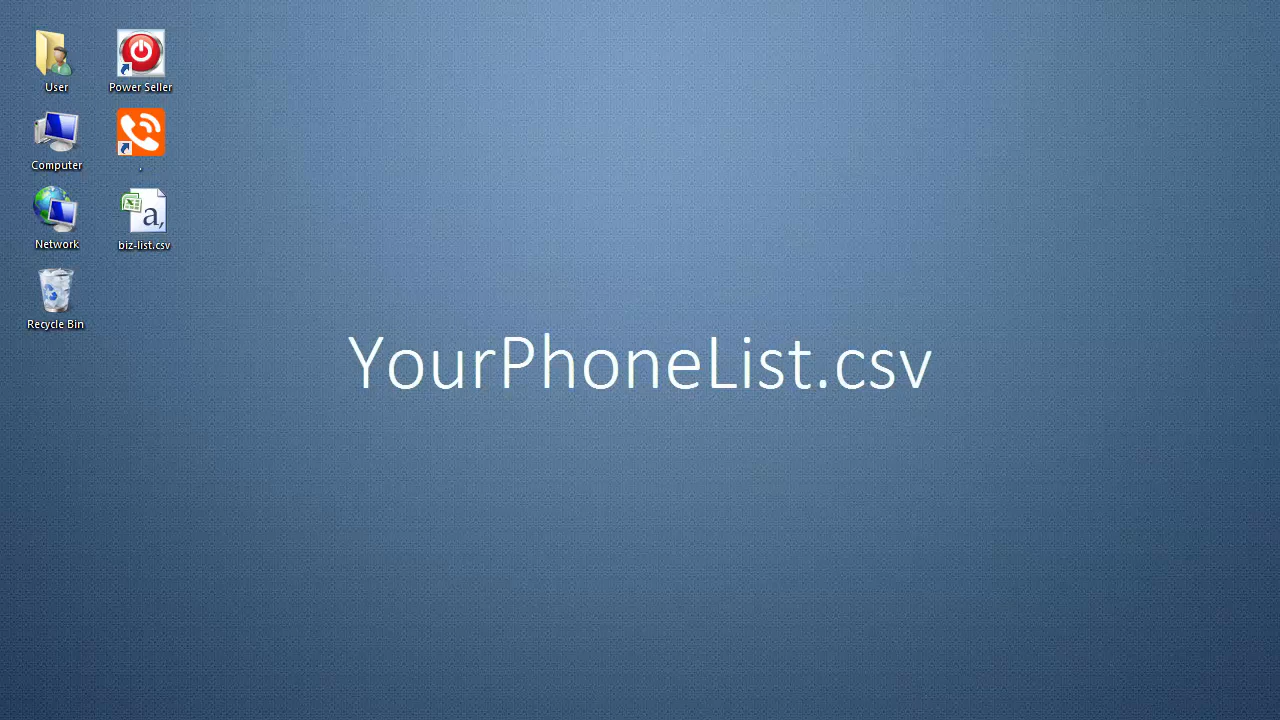 User
Power Seller
Computer
.
Network
a,
biz-list.csv
Recycle Bin
YourPhoneList.csv